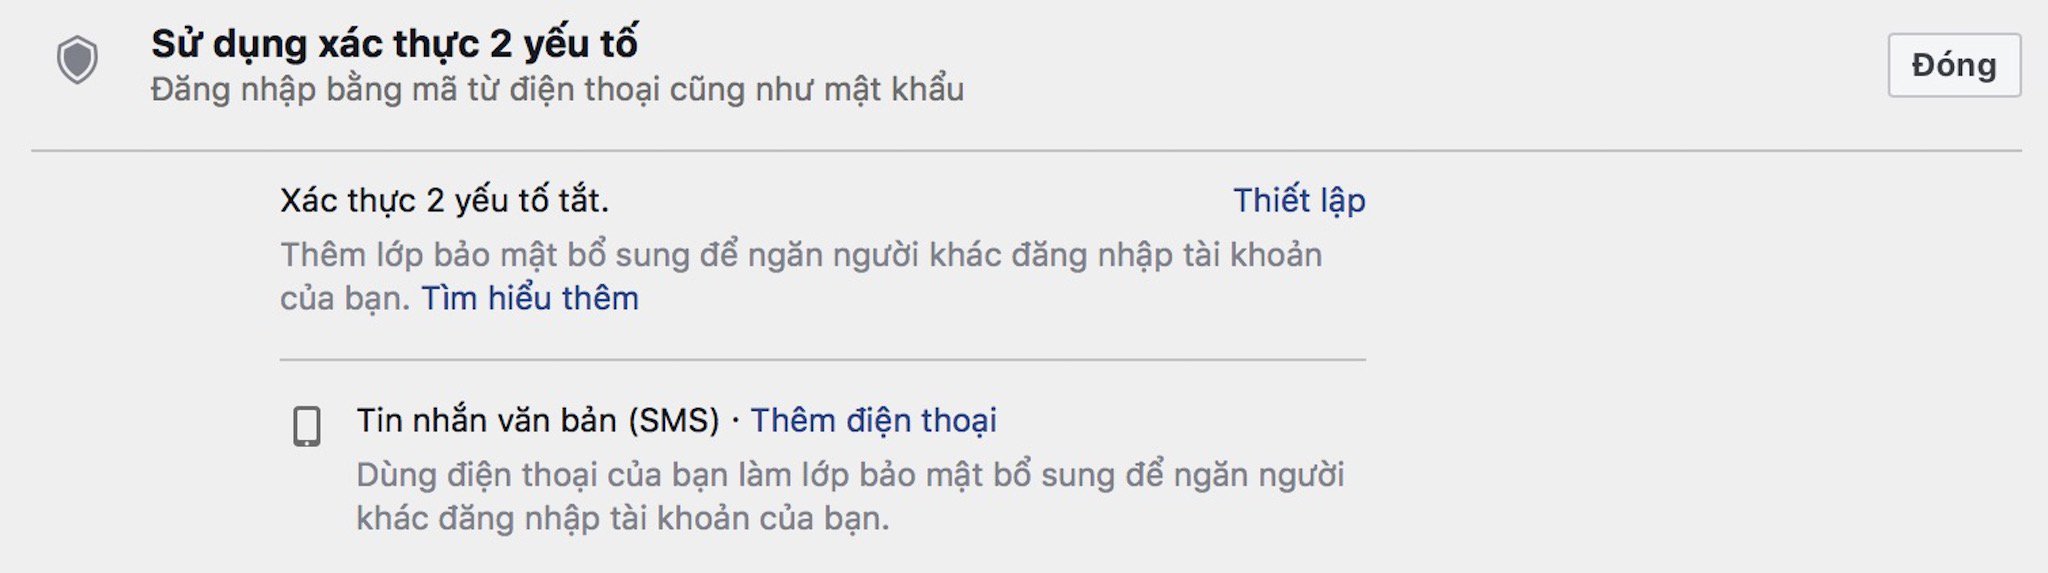 Sử dụng xác thực 2 yếu tố
Đăng nhập bằng mã từ điện thoại cũng như mật khẩu
Đóng
Xác thực 2 yếu tố tắt.
Thiết lập
Thêm lớp bảo mật bổ sung để ngăn người khác đăng nhập tài khoản
của bạn. Tìm hiểu thêm
Tin nhắn văn bản (SMS) · Thêm điện thoại
Dùng điện thoại của bạn làm lớp bảo mật bổ sung để ngăn người
khác đăng nhập tài khoản của bạn.